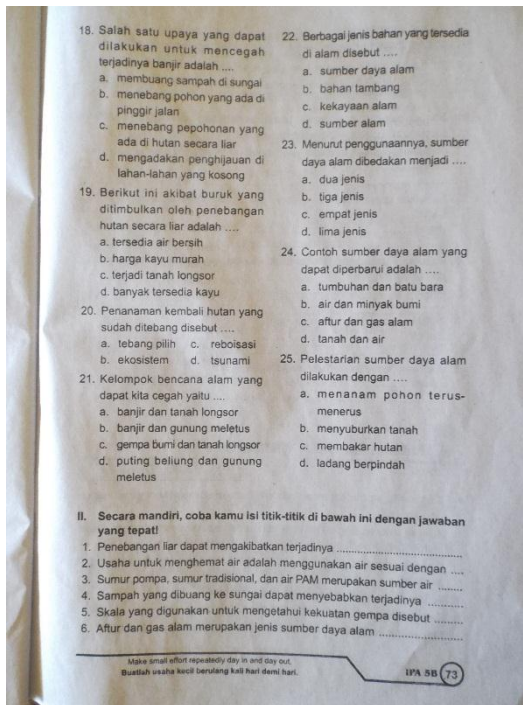 18. Salah satu upaya yang dapat
dilakukan untuk mencegah
terjadinya banjir adalah ....
a. membuang sampah di sungai
b. menebang pohon yang ada di
pinggir jalan
c. menebang pepohonan yang
ada di hutan secara liar
d. mengadakan penghijauan di
lahan-lahan yang kosong
19. Berikut ini akibat buruk yang
ditimbulkan oleh penebangan
hutan secara liar adalah ....
a. tersedia air bersih
b. harga kayu murah
c. terjadi tanah longsor
d. banyak tersedia kayu
20. Penanaman kembali hutan yang
sudah ditebang disebut ....
a. tebang pilih c. reboisasi
b. ekosistem d. tsunami
21. Kelompok bencana alam yang
dapat kita cegah yaitu ....
a. banjir dan tanah longsor
b. banjir dan gunung meletus
c. gempa bumi dan tanah longsor
d. puting beliung dan gunung
meletus
22. Berbagai jenis bahan yang tersedia
di alam disebut ....
a. sumber daya alam
b. bahan tambang
c. kekayaan alam
d. sumber alam
23. Menurut penggunaannya, sumber
daya alam dibedakan menjadi ....
a. dua jenis
b. tiga jenis
c. empat jenis
d. lima jenis
24. Contoh sumber daya alam yang
dapat diperbarui adalah ....
a. tumbuhan dan batu bara
b. air dan minyak bumi
c. aftur dan gas alam
d. tanah dan air
25. Pelestarian sumber daya alam
dilakukan dengan ....
a. menanam pohon terus-
menerus
b. menyuburkan tanah
c. membakar hutan
d. ladang berpindah
II. Secara mandiri, coba kamu isi titik-titik di bawah ini dengan jawaban
yang tepat!
1. Penebangan liar dapat mengakibatkan terjadinya ..............................
2. Usaha untuk menghemat air adalah menggunakan air sesuai dengan ....
3. Sumur pompa, sumur tradisional, dan air PAM merupakan sumber air ........
4. Sampah yang dibuang ke sungai dapat menyebabkan terjadinya ...........
5. Skala yang digunakan untuk mengetahui kekuatan gempa disebut .........
6. Aftur dan gas alam merupakan jenis sumber daya alam .....................
Make small effort repeatedly day in and day out.
Buatlah usaha kecil berulang kali hari demi hari.
IPA 5B 73